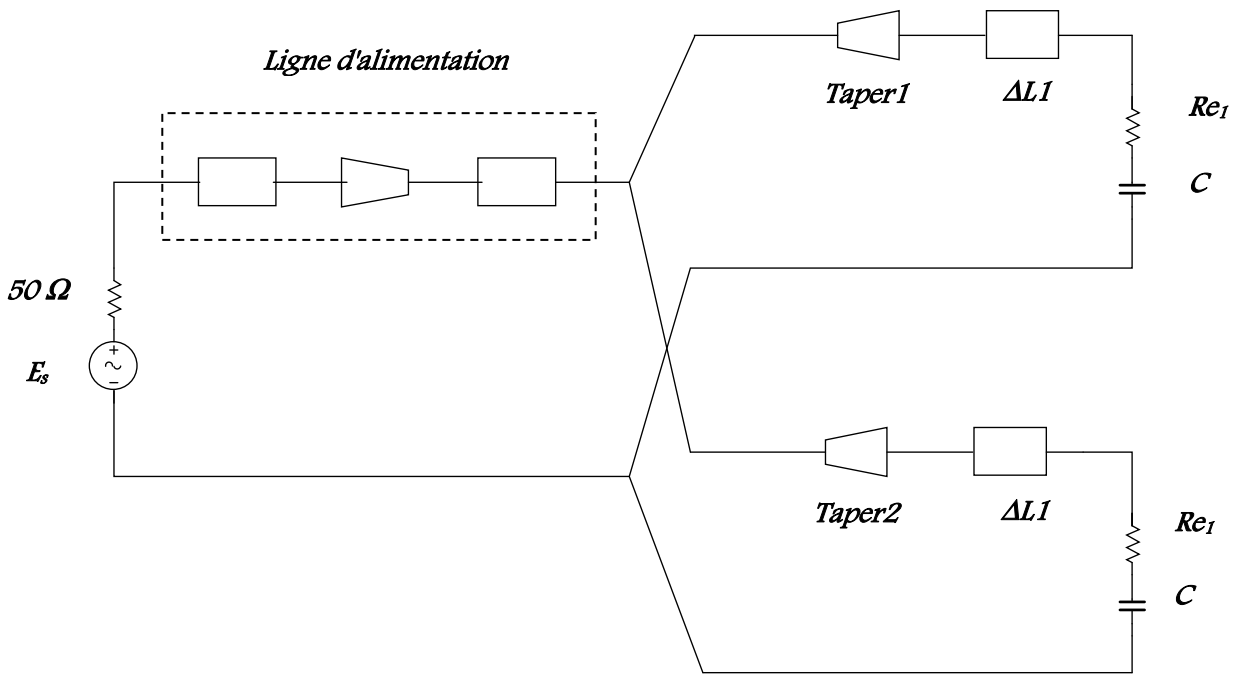 Ligne d'alimentation
Taper1
ΔL1
Re₁
C
50 Ω
Eₛ
+
~
−
Taper2
ΔL1
Re₁
C